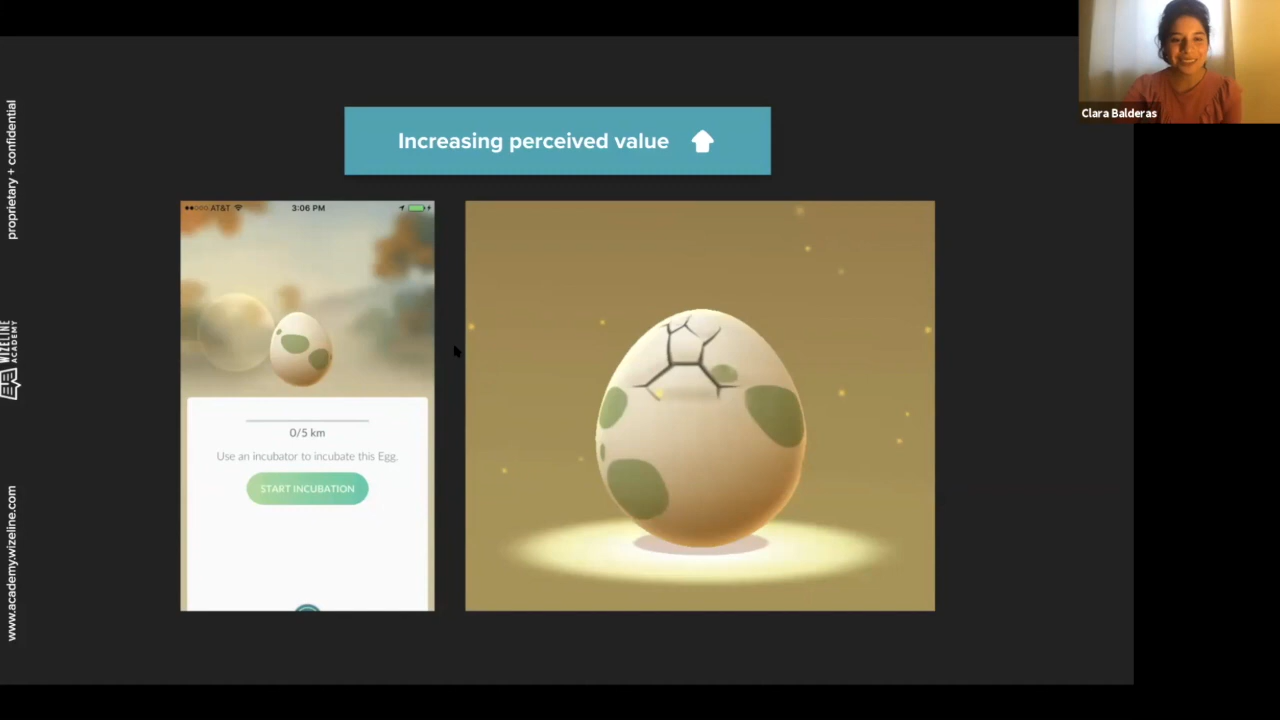 Increasing perceived value
Clara Balderas
proprietary + confidential
WIZELINE
ACADEMY
www.academy.wizeline.com
AT&T
3:06 PM
0/5 km
Use an incubator to incubate this Egg.
START INCUBATION